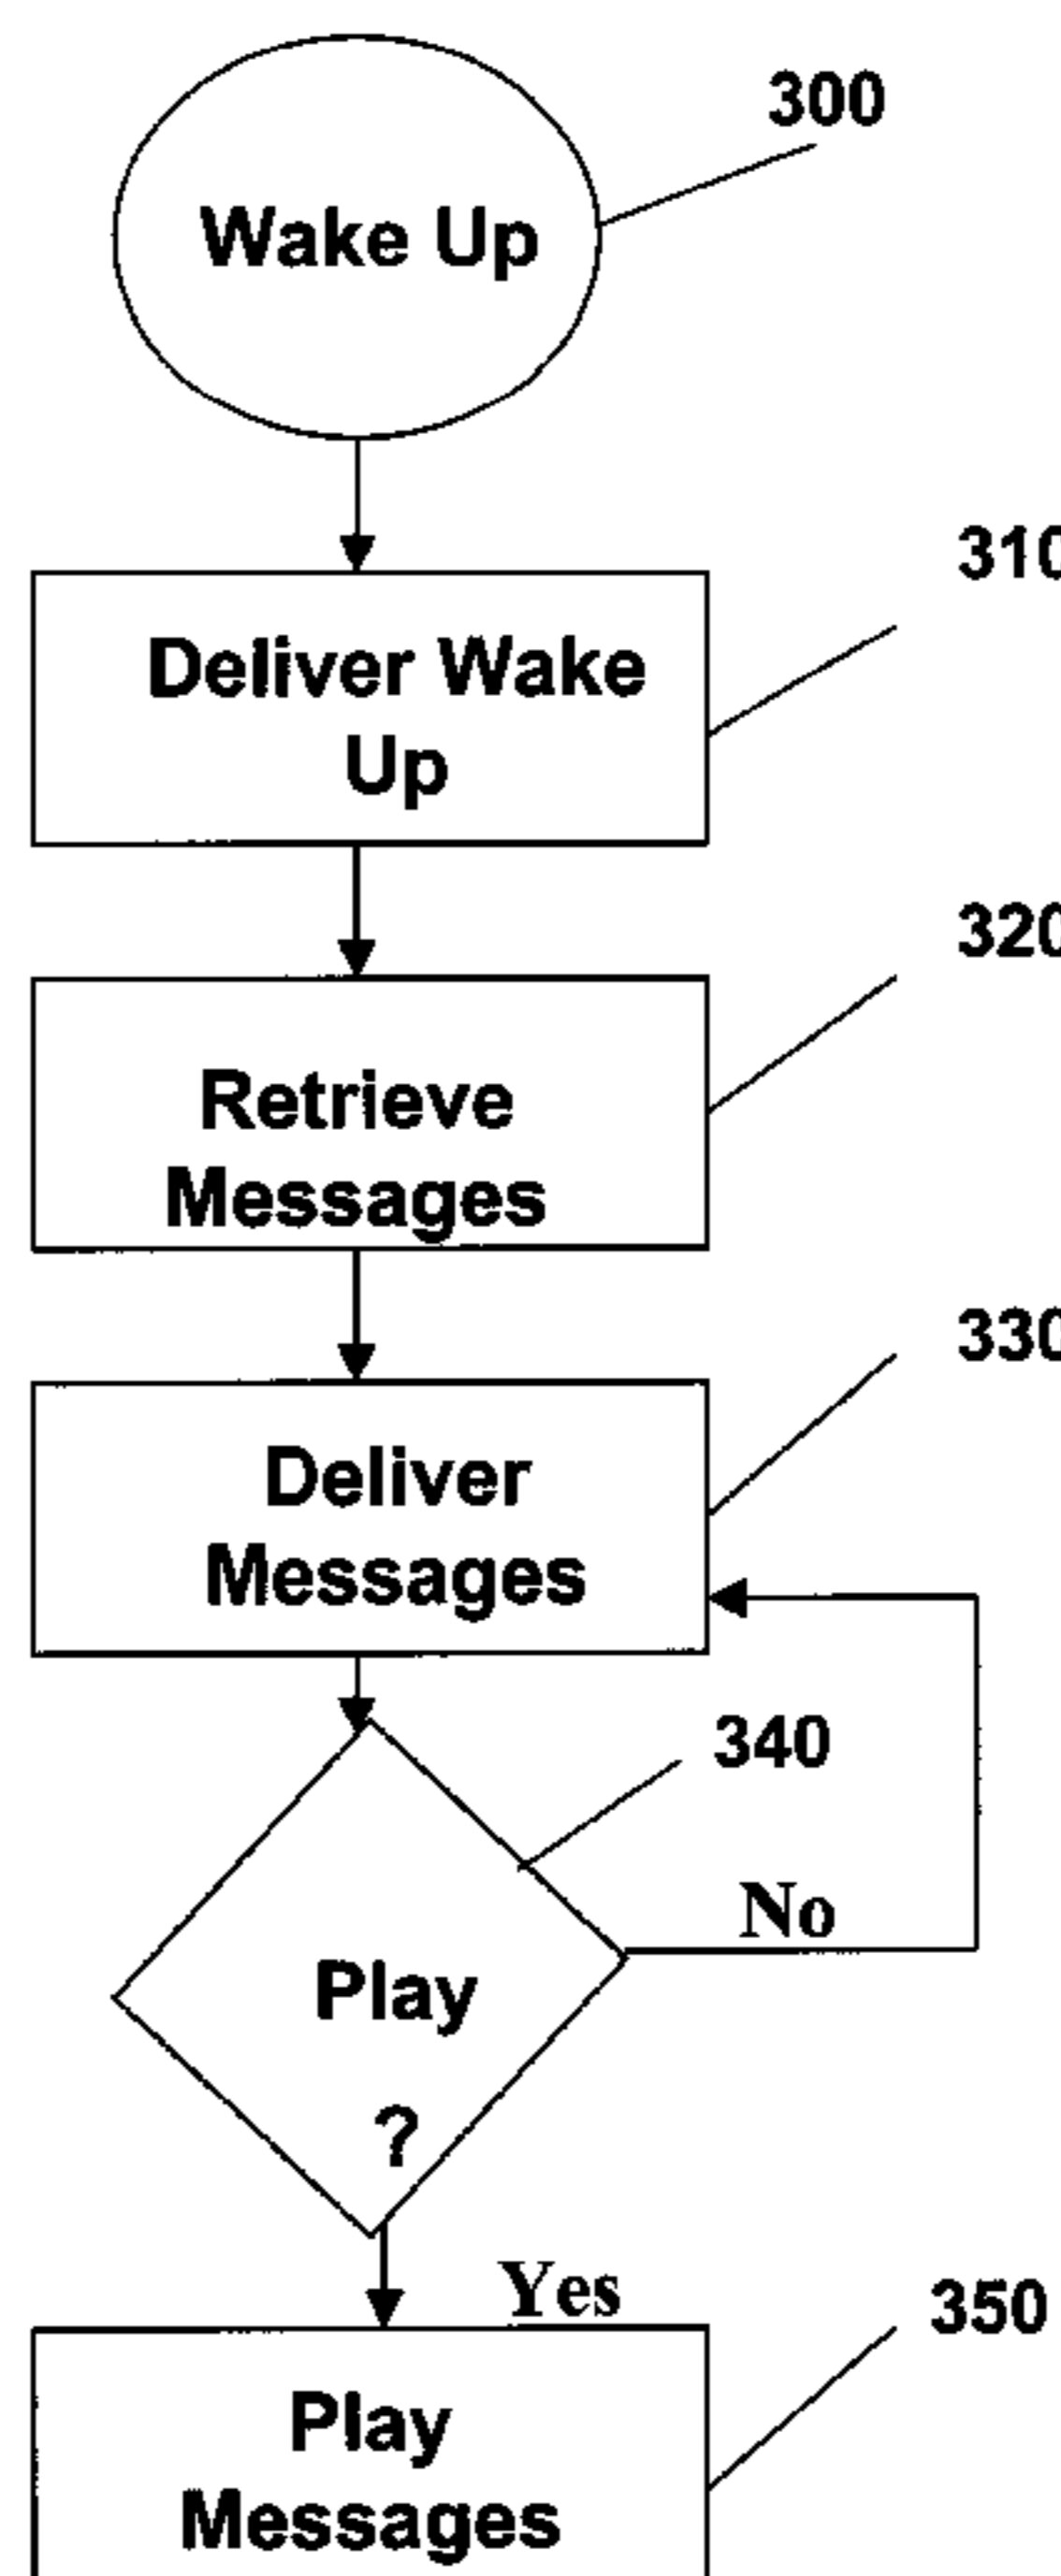 300
Wake Up
310
Deliver Wake
Up
320
Retrieve
Messages
330
Deliver
Messages
340
No
Play
?
Yes
350
Play
Messages